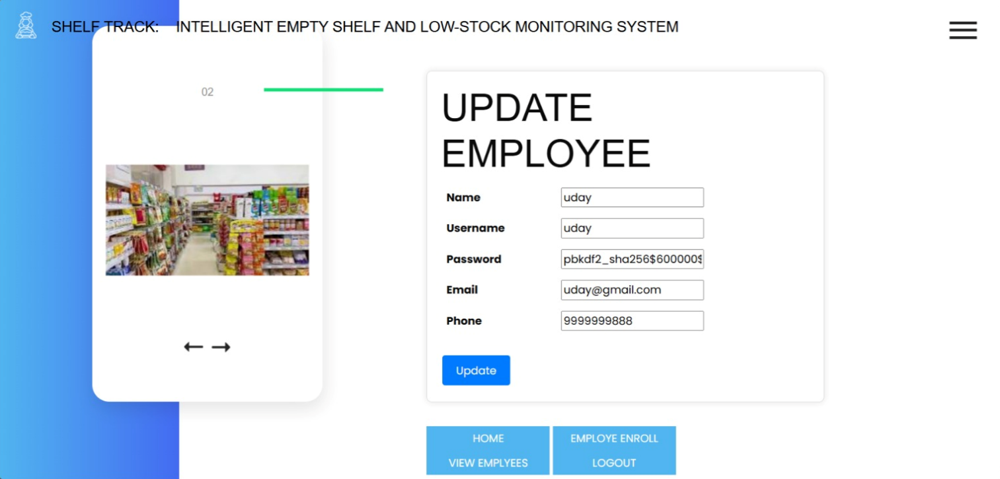 SHELF TRACK: INTELLIGENT EMPTY SHELF AND LOW-STOCK MONITORING SYSTEM
02
UPDATE
EMPLOYEE
Name uday
Username uday
Password pbkdf2_sha256$600000$
Email uday@gmail.com
Phone 9999999888
Update
HOME EMPLOYE ENROLL
VIEW EMPLYEES LOGOUT